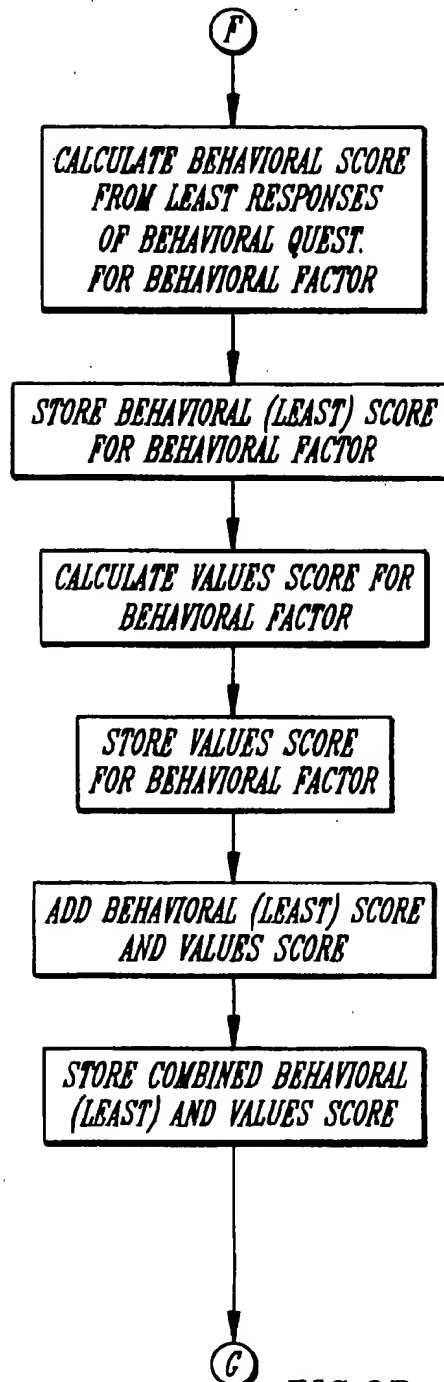 F
CALCULATE BEHAVIORAL SCORE
FROM LEAST RESPONSES
OF BEHAVIORAL QUEST.
FOR BEHAVIORAL FACTOR
STORE BEHAVIORAL (LEAST) SCORE
FOR BEHAVIORAL FACTOR
CALCULATE VALUES SCORE FOR
BEHAVIORAL FACTOR
STORE VALUES SCORE
FOR BEHAVIORAL FACTOR
ADD BEHAVIORAL (LEAST) SCORE
AND VALUES SCORE
STORE COMBINED BEHAVIORAL
(LEAST) AND VALUES SCORE
G